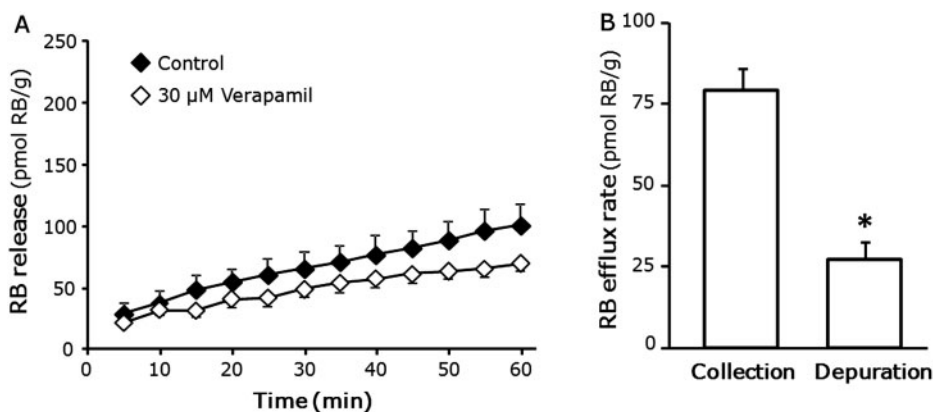 A
RB release (pmol RB/g)
250
200
150
100
50
0
Control
30 µM Verapamil
0 10 20 30 40 50 60
Time (min)
B
RB efflux rate (pmol RB/g)
100
75
50
25
0
*
Collection Depuration